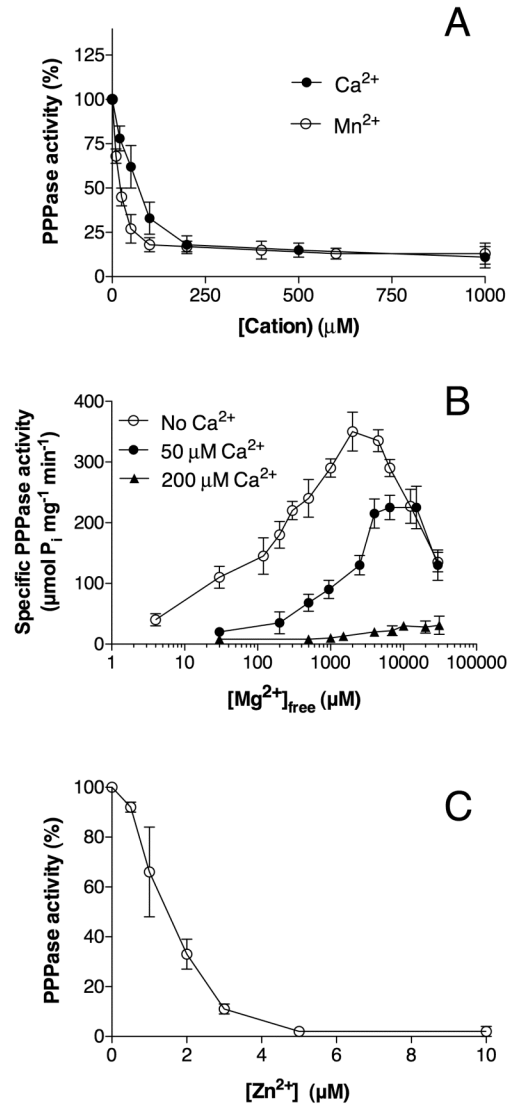 A
PPPase activity (%)
125
100
75
50
25
0
Ca²⁺
Mn²⁺
0 250 500 750 1000
[Cation) (μM)
B
Specific PPPase activity
(μmol Pᵢ mg⁻¹ min⁻¹)
400
300
200
100
0
No Ca²⁺
50 μM Ca²⁺
200 μM Ca²⁺
1 10 100 1000 10000 100000
[Mg²⁺]free (μM)
C
PPPase activity (%)
100
80
60
40
20
0
0 2 4 6 8 10
[Zn²⁺] (μM)